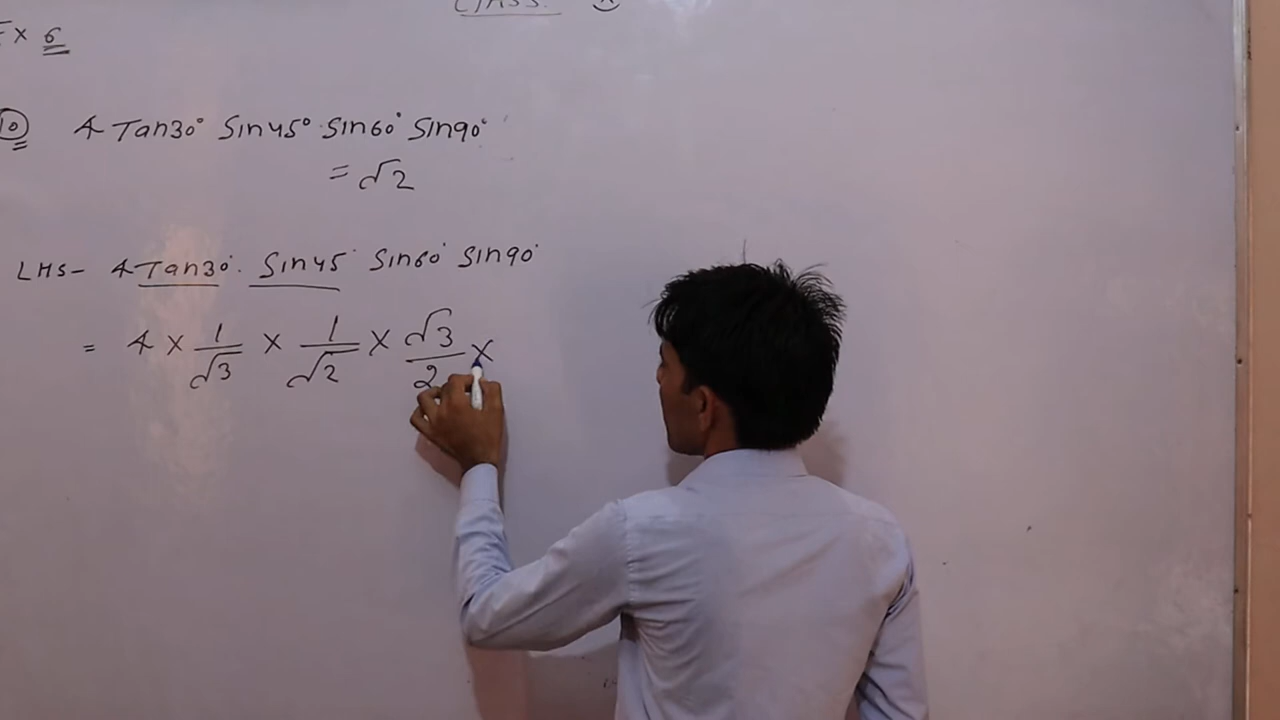 CLASS. X
Ex 6
10 4 Tan30° Sin45° Sin60° Sin90°
= √2
LHS- 4 Tan30°. Sin45° Sin60° Sin90°
= 4 × 1/√3 × 1/√2 × √3/2 ×